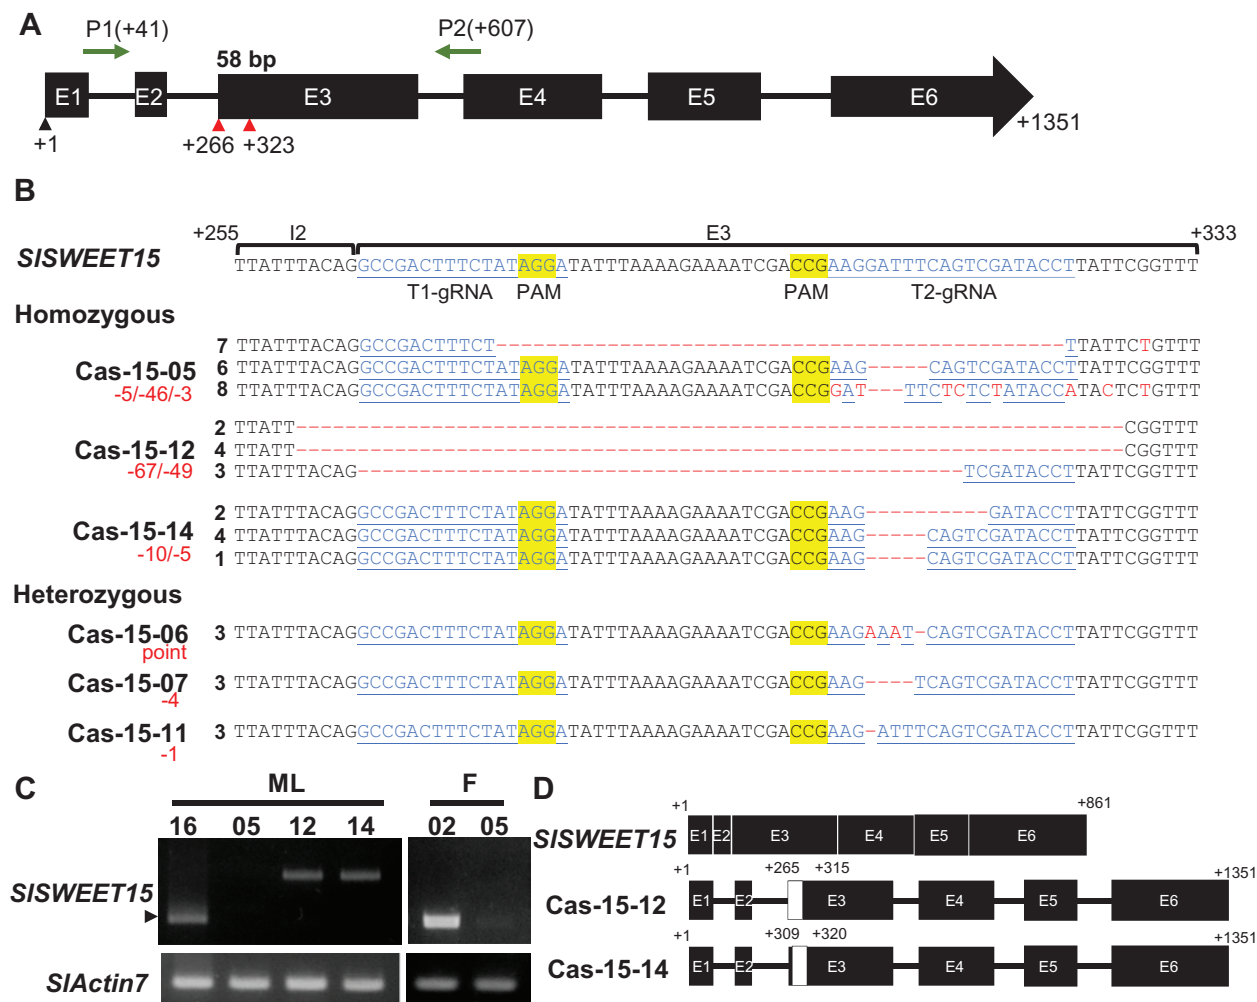 A
P1(+41)
P2(+607)
58 bp
E1 E2 E3 E4 E5 E6
+1 +266 +323 +1351
B
+255 I2 E3 +333
SlSWEET15 TTATTTACAGGCCGACTTTCTATAGGATATTTAAAAGAAAATCGACCGAAGGATTTCAGTCGATACCTTATTCGGTTT
T1-gRNA PAM PAM T2-gRNA
Homozygous
Cas-15-05
-5/-46/-3
7 TTATTTACAGGCCGACTTTCT----------------------------------------------TTATTCTGTTT
6 TTATTTACAGGCCGACTTTCTATAGGATATTTAAAAGAAAATCGACCGAAG-----CAGTCGATACCTTATTCGGTTT
8 TTATTTACAGGCCGACTTTCTATAGGATATTTAAAAGAAAATCGACCGGAT---TTCTCTCTATACCATACTCTGTTT
Cas-15-12
-67/-49
2 TTATT-------------------------------------------------------------------CGGTTT
4 TTATT-------------------------------------------------------------------CGGTTT
3 TTATTTACAG-------------------------------------------------TCGATACCTTATTCGGTTT
Cas-15-14
-10/-5
2 TTATTTACAGGCCGACTTTCTATAGGATATTTAAAAGAAAATCGACCGAAG----------GATACCTTATTCGGTTT
4 TTATTTACAGGCCGACTTTCTATAGGATATTTAAAAGAAAATCGACCGAAG-----CAGTCGATACCTTATTCGGTTT
1 TTATTTACAGGCCGACTTTCTATAGGATATTTAAAAGAAAATCGACCGAAG-----CAGTCGATACCTTATTCGGTTT
Heterozygous
Cas-15-06
point
3 TTATTTACAGGCCGACTTTCTATAGGATATTTAAAAGAAAATCGACCGAAGAAAT-CAGTCGATACCTTATTCGGTTT
Cas-15-07
-4
3 TTATTTACAGGCCGACTTTCTATAGGATATTTAAAAGAAAATCGACCGAAG----TCAGTCGATACCTTATTCGGTTT
Cas-15-11
-1
3 TTATTTACAGGCCGACTTTCTATAGGATATTTAAAAGAAAATCGACCGAAG-ATTTCAGTCGATACCTTATTCGGTTT
C
ML F
16 05 12 14 02 05
SlSWEET15
SlActin7
D
+1 +861
SlSWEET15 E1 E2 E3 E4 E5 E6
+1 +265 +315 +1351
Cas-15-12 E1 E2 E3 E4 E5 E6
+1 +309 +320 +1351
Cas-15-14 E1 E2 E3 E4 E5 E6